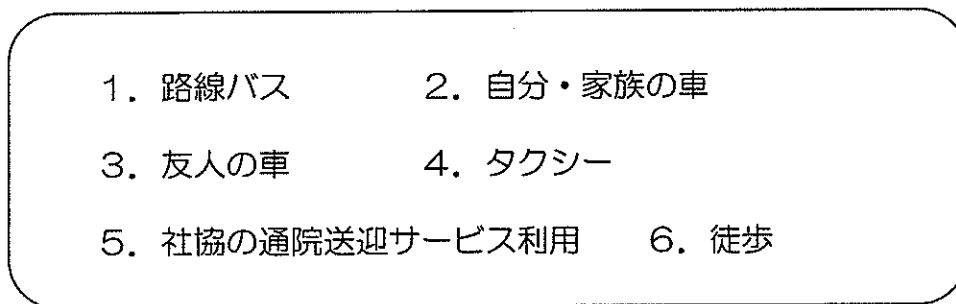 1．路線バス　2．自分・家族の車
3．友人の車　4．タクシー
5．社協の通院送迎サービス利用　6．徒歩